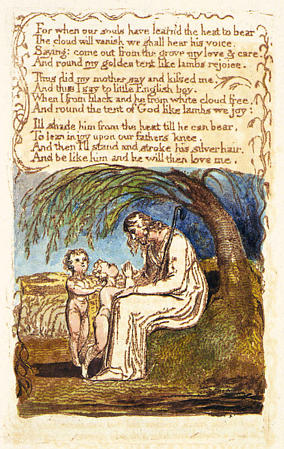 For when our souls have learn'd the heat to bear
The cloud will vanish we shall hear his voice.
Saying: come out from the grove my love & care,
And round my golden tent like lambs rejoice.
Thus did my mother say and kissed me,
And thus I say to little English boy.
When I from black and he from white cloud free,
And round the tent of God like lambs we joy:
Ill shade him from the heat till he can bear,
To lean in joy upon our fathers knee.
And then I'll stand and stroke his silver hair,
And be like him and he will then love me.